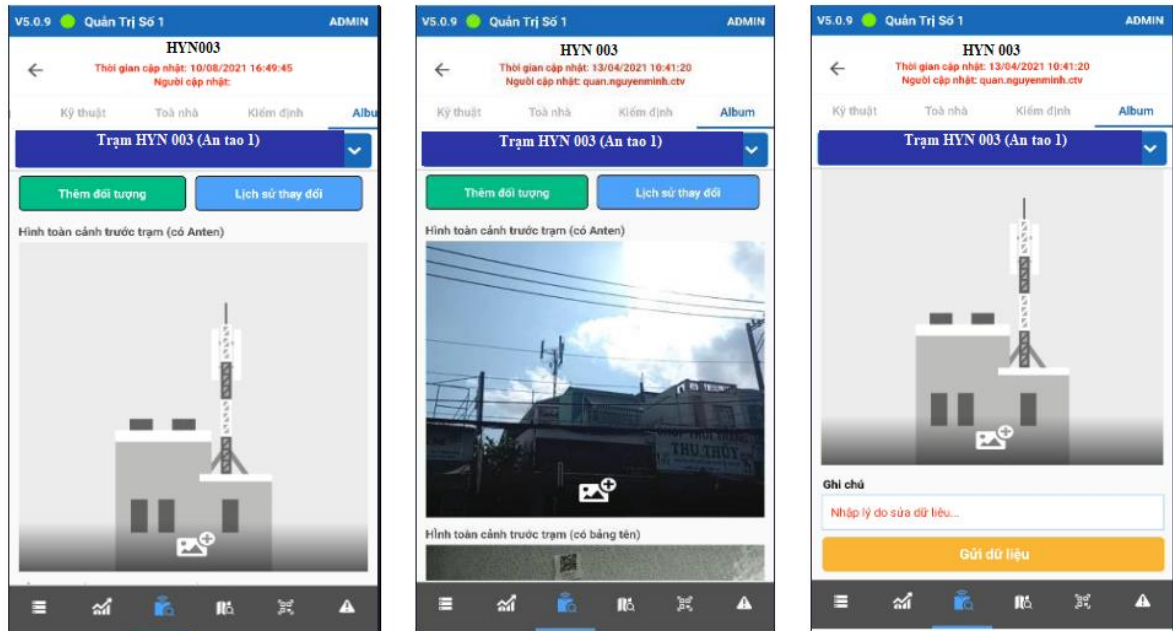 V5.0.9 Quản Trị Số 1 ADMIN
HYN003
Thời gian cập nhật: 10/08/2021 16:49:45
Người cập nhật:
Kỹ thuật Toà nhà Kiểm định Albu
Trạm HYN 003 (An tao 1)
Thêm đối tượng Lịch sử thay đổi
Hình toàn cảnh trước trạm (có Anten)
V5.0.9 Quản Trị Số 1 ADMIN
HYN 003
Thời gian cập nhật: 13/04/2021 10:41:20
Người cập nhật: quan.nguyenminh.ctv
Kỹ thuật Toà nhà Kiểm định Album
Trạm HYN 003 (An tao 1)
Thêm đối tượng Lịch sử thay đổi
Hình toàn cảnh trước trạm (có Anten)
THU THỦY
Hình toàn cảnh trước trạm (có bảng tên)
V5.0.9 Quản Trị Số 1 ADMIN
HYN 003
Thời gian cập nhật: 13/04/2021 10:41:20
Người cập nhật: quan.nguyenminh.ctv
Kỹ thuật Toà nhà Kiểm định Album
Trạm HYN 003 (An tao 1)
Ghi chú
Nhập lý do sửa dữ liệu...
Gửi dữ liệu